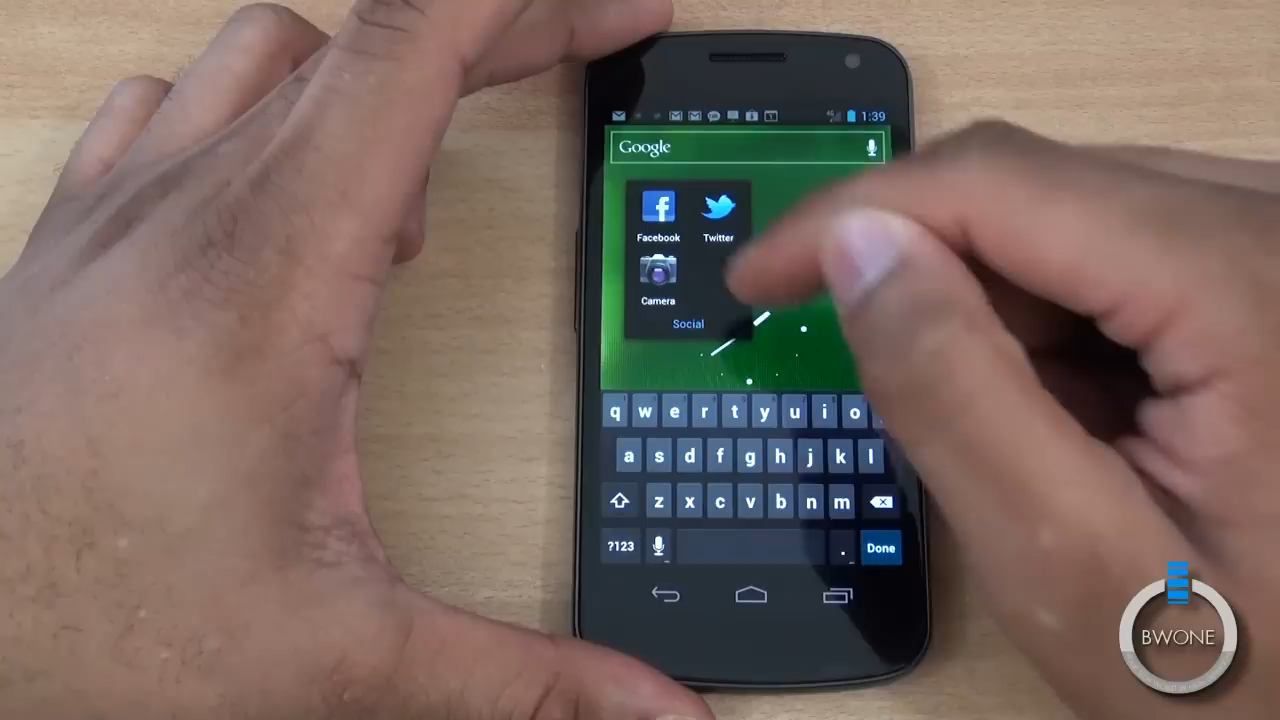 1:39
Google
Facebook Twitter
Camera
Social
q w e r t y u i o
a s d f g h j k l
z x c v b n m
?123 . Done
BWONE